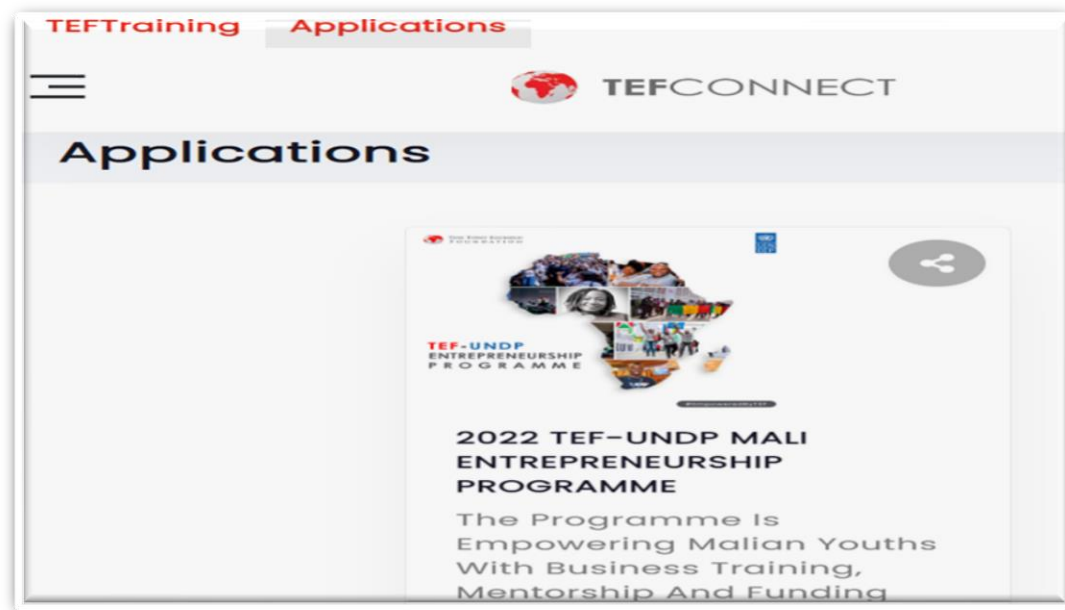 TEFTraining Applications
TEFCONNECT
Applications
TEF-UNDP
ENTREPRENEURSHIP
PROGRAMME
#EmpoweredByTEF
2022 TEF-UNDP MALI
ENTREPRENEURSHIP
PROGRAMME
The Programme Is
Empowering Malian Youths
With Business Training,
Mentorship And Funding